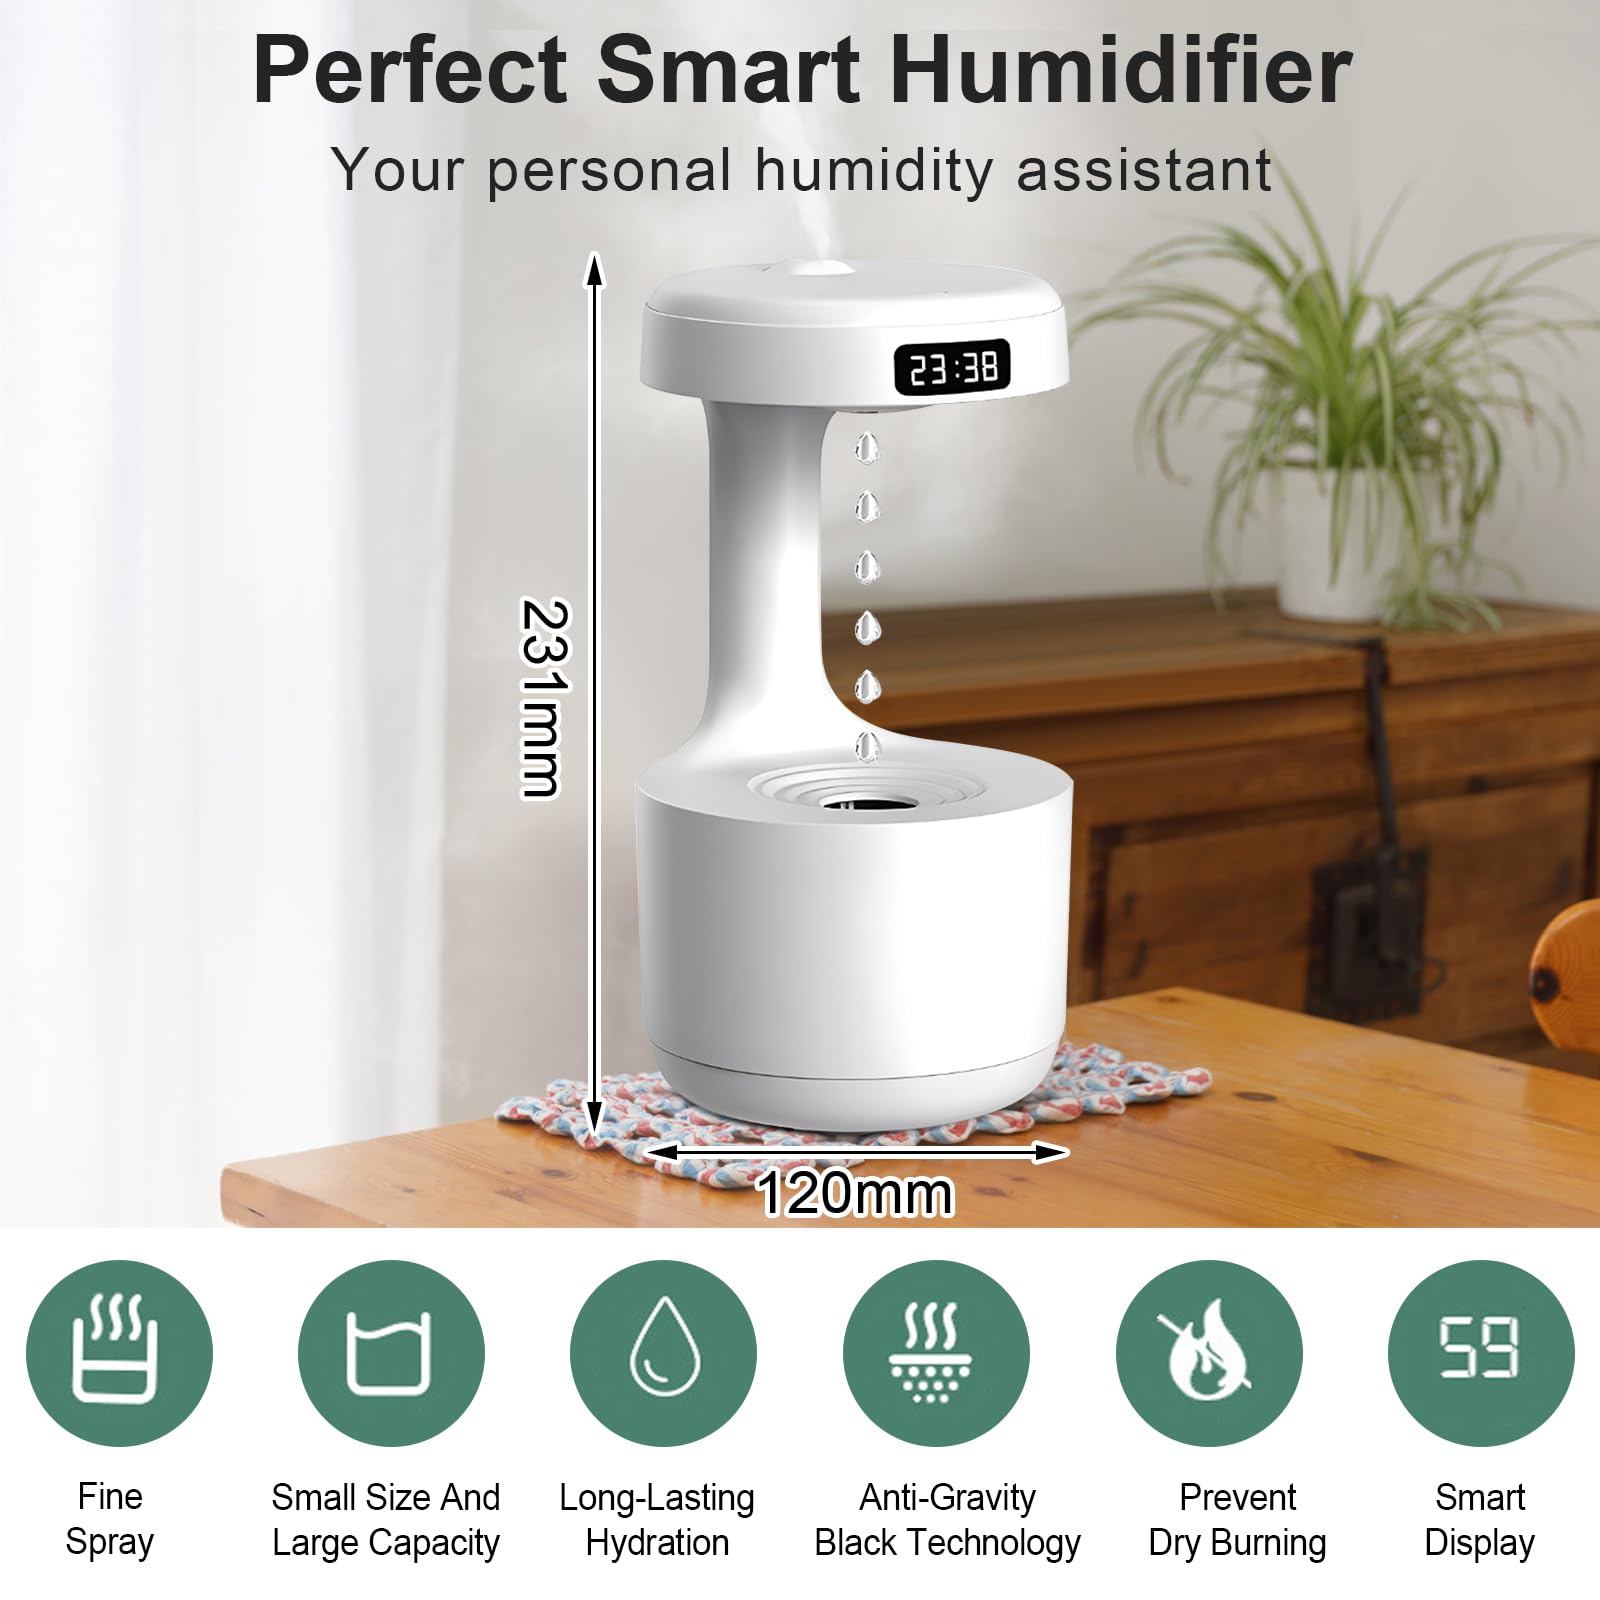 Perfect Smart Humidifier
Your personal humidity assistant
23:38
231mm
120mm
59
Fine
Spray
Small Size And
Large Capacity
Long-Lasting
Hydration
Anti-Gravity
Black Technology
Prevent
Dry Burning
Smart
Display